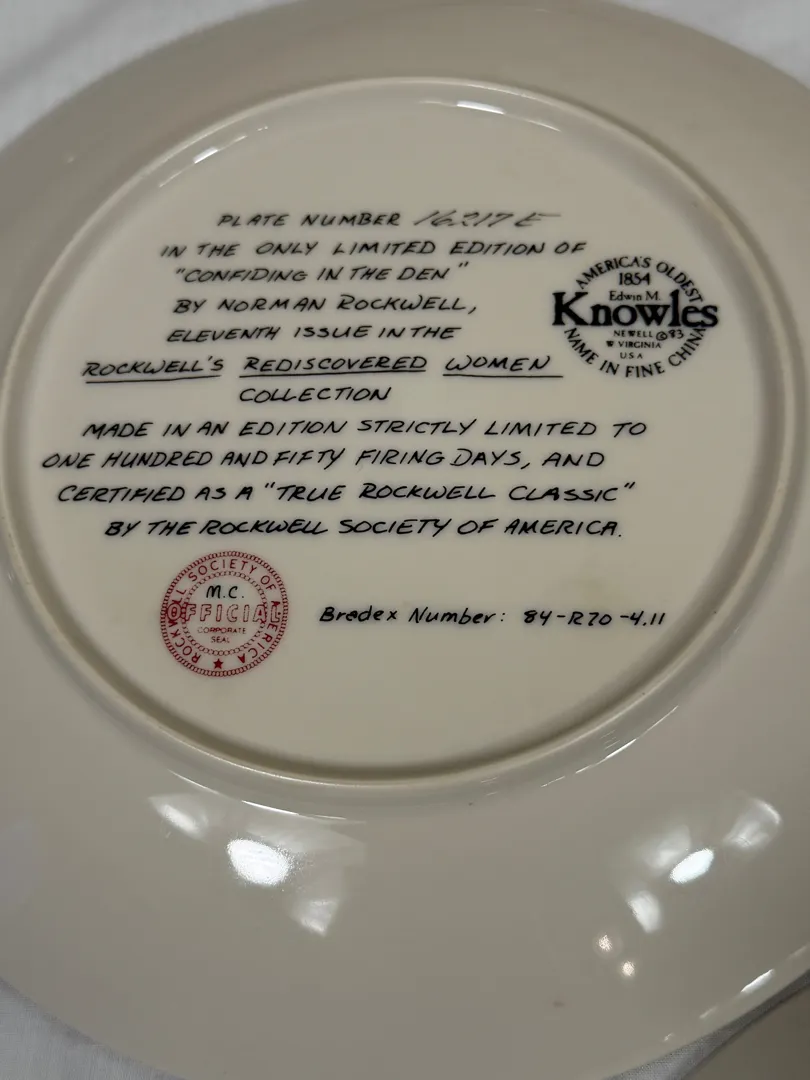 PLATE NUMBER 16217E
IN THE ONLY LIMITED EDITION OF
"CONFIDING IN THE DEN"
BY NORMAN ROCKWELL,
ELEVENTH ISSUE IN THE
ROCKWELL'S REDISCOVERED WOMEN
COLLECTION
MADE IN AN EDITION STRICTLY LIMITED TO
ONE HUNDRED AND FIFTY FIRING DAYS, AND
CERTIFIED AS A "TRUE ROCKWELL CLASSIC"
BY THE ROCKWELL SOCIETY OF AMERICA.
AMERICA'S OLDEST
1854
Edwin M.
Knowles
NEWELL ©83
W VIRGINIA
USA
NAME IN FINE CHINA
ROCKWELL SOCIETY OF AMERICA
M.C.
OFFICIAL
CORPORATE
SEAL
Bradex Number: 84-R70-4.11